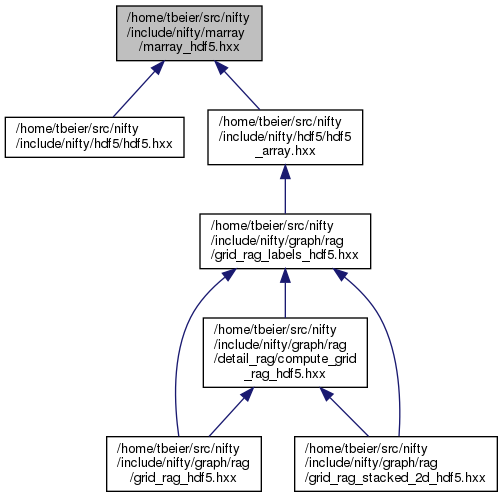 /home/tbeier/src/nifty
/include/nifty/marray
/marray_hdf5.hxx
/home/tbeier/src/nifty
/include/nifty/hdf5/hdf5.hxx
/home/tbeier/src/nifty
/include/nifty/hdf5/hdf5
_array.hxx
/home/tbeier/src/nifty
/include/nifty/graph/rag
/grid_rag_labels_hdf5.hxx
/home/tbeier/src/nifty
/include/nifty/graph/rag
/detail_rag/compute_grid
_rag_hdf5.hxx
/home/tbeier/src/nifty
/include/nifty/graph/rag
/grid_rag_hdf5.hxx
/home/tbeier/src/nifty
/include/nifty/graph/rag
/grid_rag_stacked_2d_hdf5.hxx